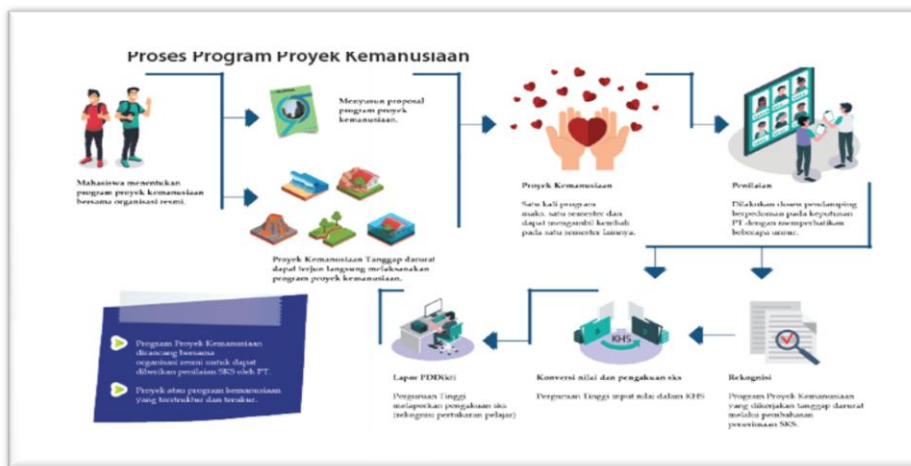 Proses Program Proyek Kemanusiaan
Mahasiswa menentukan
program proyek kemanusiaan
bersama organisasi resmi.
Menyusun proposal
program proyek
kemanusiaan.
Proyek Kemanusiaan Tanggap darurat
dapat terjun langsung melaksanakan
program proyek kemanusiaan.
Proyek Kemanusiaan
Satu kali program
maks. satu semester dan
dapat mengambil kembali
pada satu semester lainnya.
Penilaian
Dilakukan dosen pendamping
berpedoman pada keputusan
PT dengan memperhatikan
beberapa unsur.
Rekognisi
Program Proyek Kemanusiaan
yang dikerjakan tanggap darurat
melalui pembahasan
penerimaan SKS.
KHS
Konversi nilai dan pengakuan sks
Perguruan Tinggi input nilai dalam KHS
Lapor PDDikti
Perguruan Tinggi
melaporkan pengakuan sks
(rekognisi pertukaran pelajar)
Program Proyek Kemanusiaan
dirancang bersama
organisasi resmi untuk dapat
diberikan penilaian SKS oleh PT.
Proyek atau program kemanusiaan
yang terstruktur dan terukur.